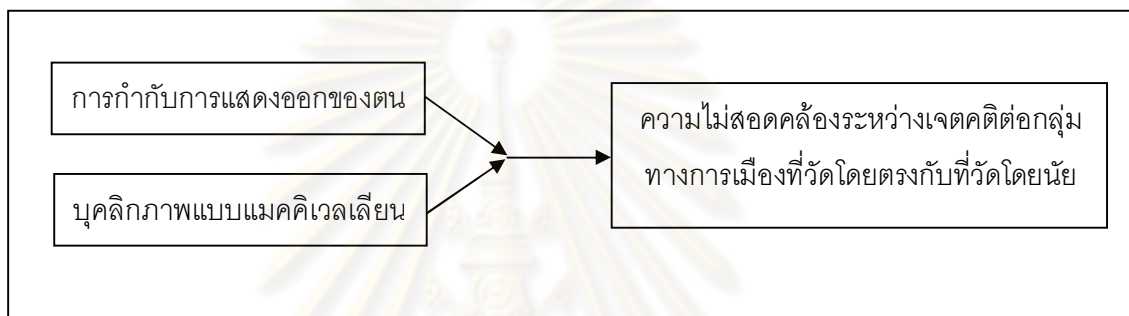 การกำกับการแสดงออกของตน
บุคลิกภาพแบบแมคคิเวลเลียน
ความไม่สอดคล้องระหว่างเจตคติต่อกลุ่ม
ทางการเมืองที่วัดโดยตรงกับที่วัดโดยนัย